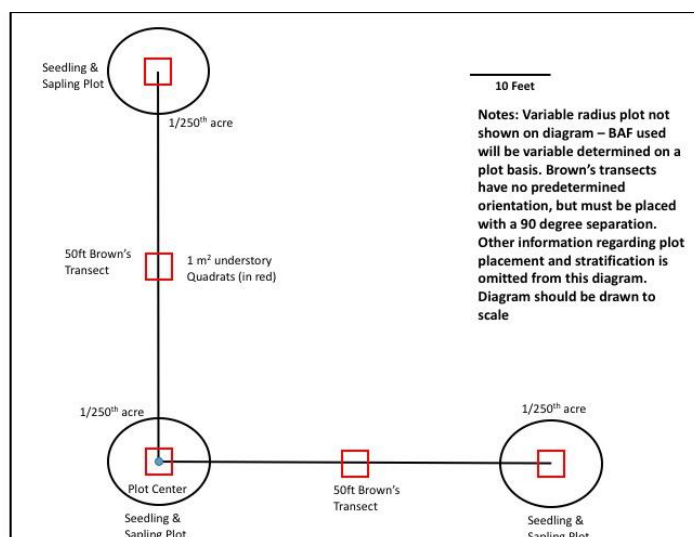 Seedling &
Sapling Plot
1/250th acre
10 Feet
Notes: Variable radius plot not
shown on diagram – BAF used
will be variable determined on a
plot basis. Brown's transects
have no predetermined
orientation, but must be placed
with a 90 degree separation.
Other information regarding plot
placement and stratification is
omitted from this diagram.
Diagram should be drawn to
scale
50ft Brown's
Transect
1 m2 understory
Quadrats (in red)
1/250th acre
1/250th acre
Plot Center
50ft Brown's
Transect
Seedling &
Sapling Plot
Seedling &
Sapling Plot